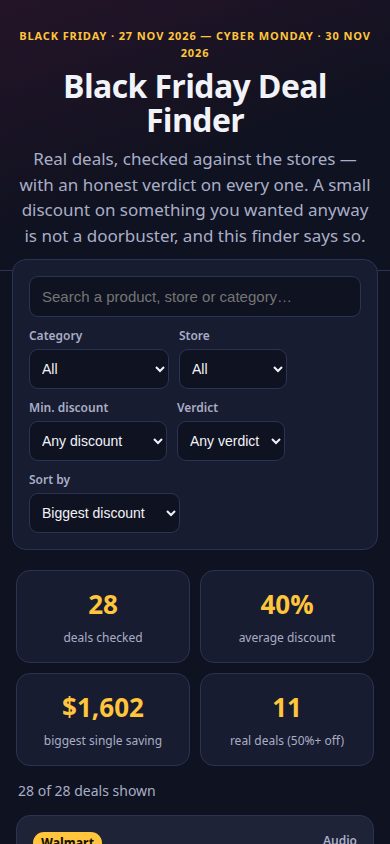 BLACK FRIDAY · 27 NOV 2026 — CYBER MONDAY · 30 NOV
2026
Black Friday Deal
Finder
Real deals, checked against the stores —
with an honest verdict on every one. A small
discount on something you wanted anyway
is not a doorbuster, and this finder says so.
Search a product, store or category…
Category
Store
All
All
Min. discount
Verdict
Any discount
Any verdict
Sort by
Biggest discount
28
40%
deals checked
average discount
$1,602
11
biggest single saving
real deals (50%+ off)
28 of 28 deals shown
Walmart
Audio